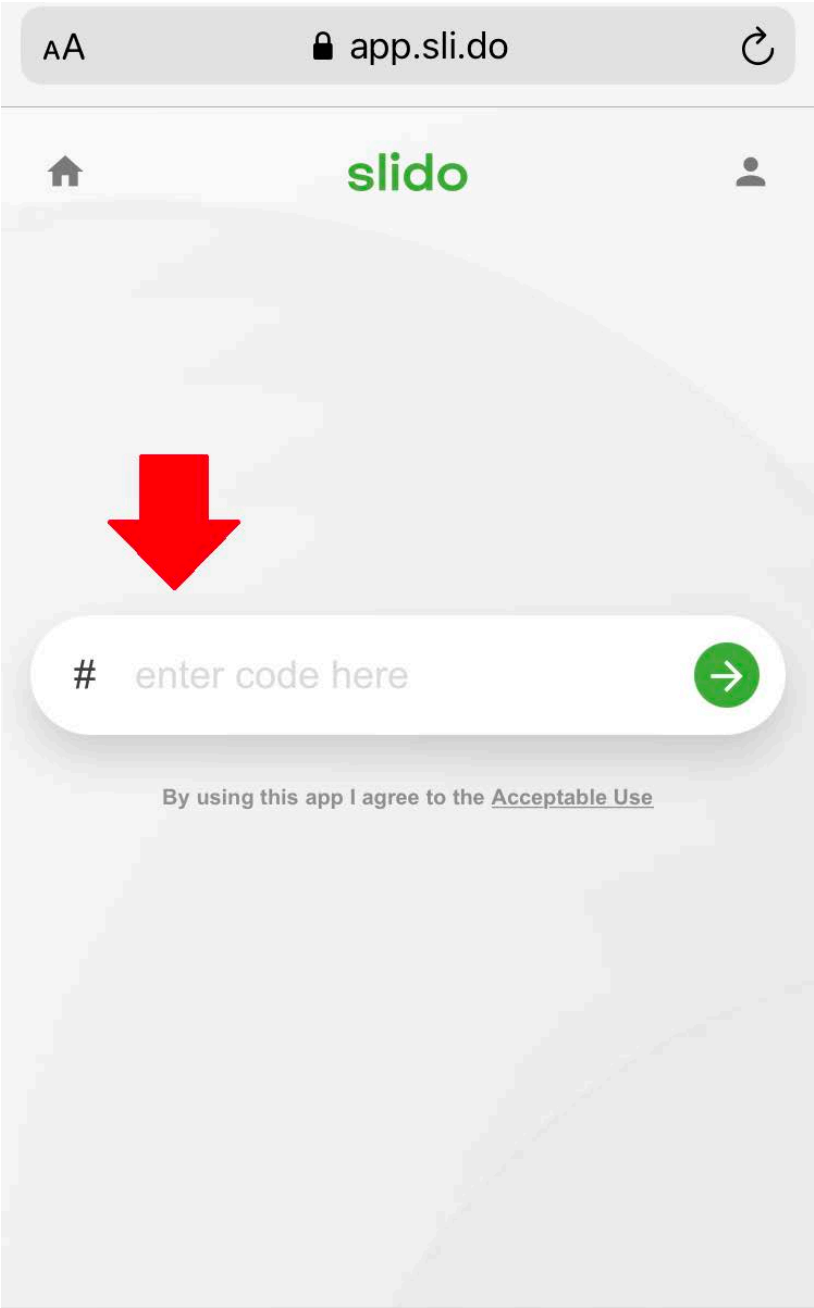 AA
app.sli.do
slido
# enter code here
By using this app I agree to the Acceptable Use